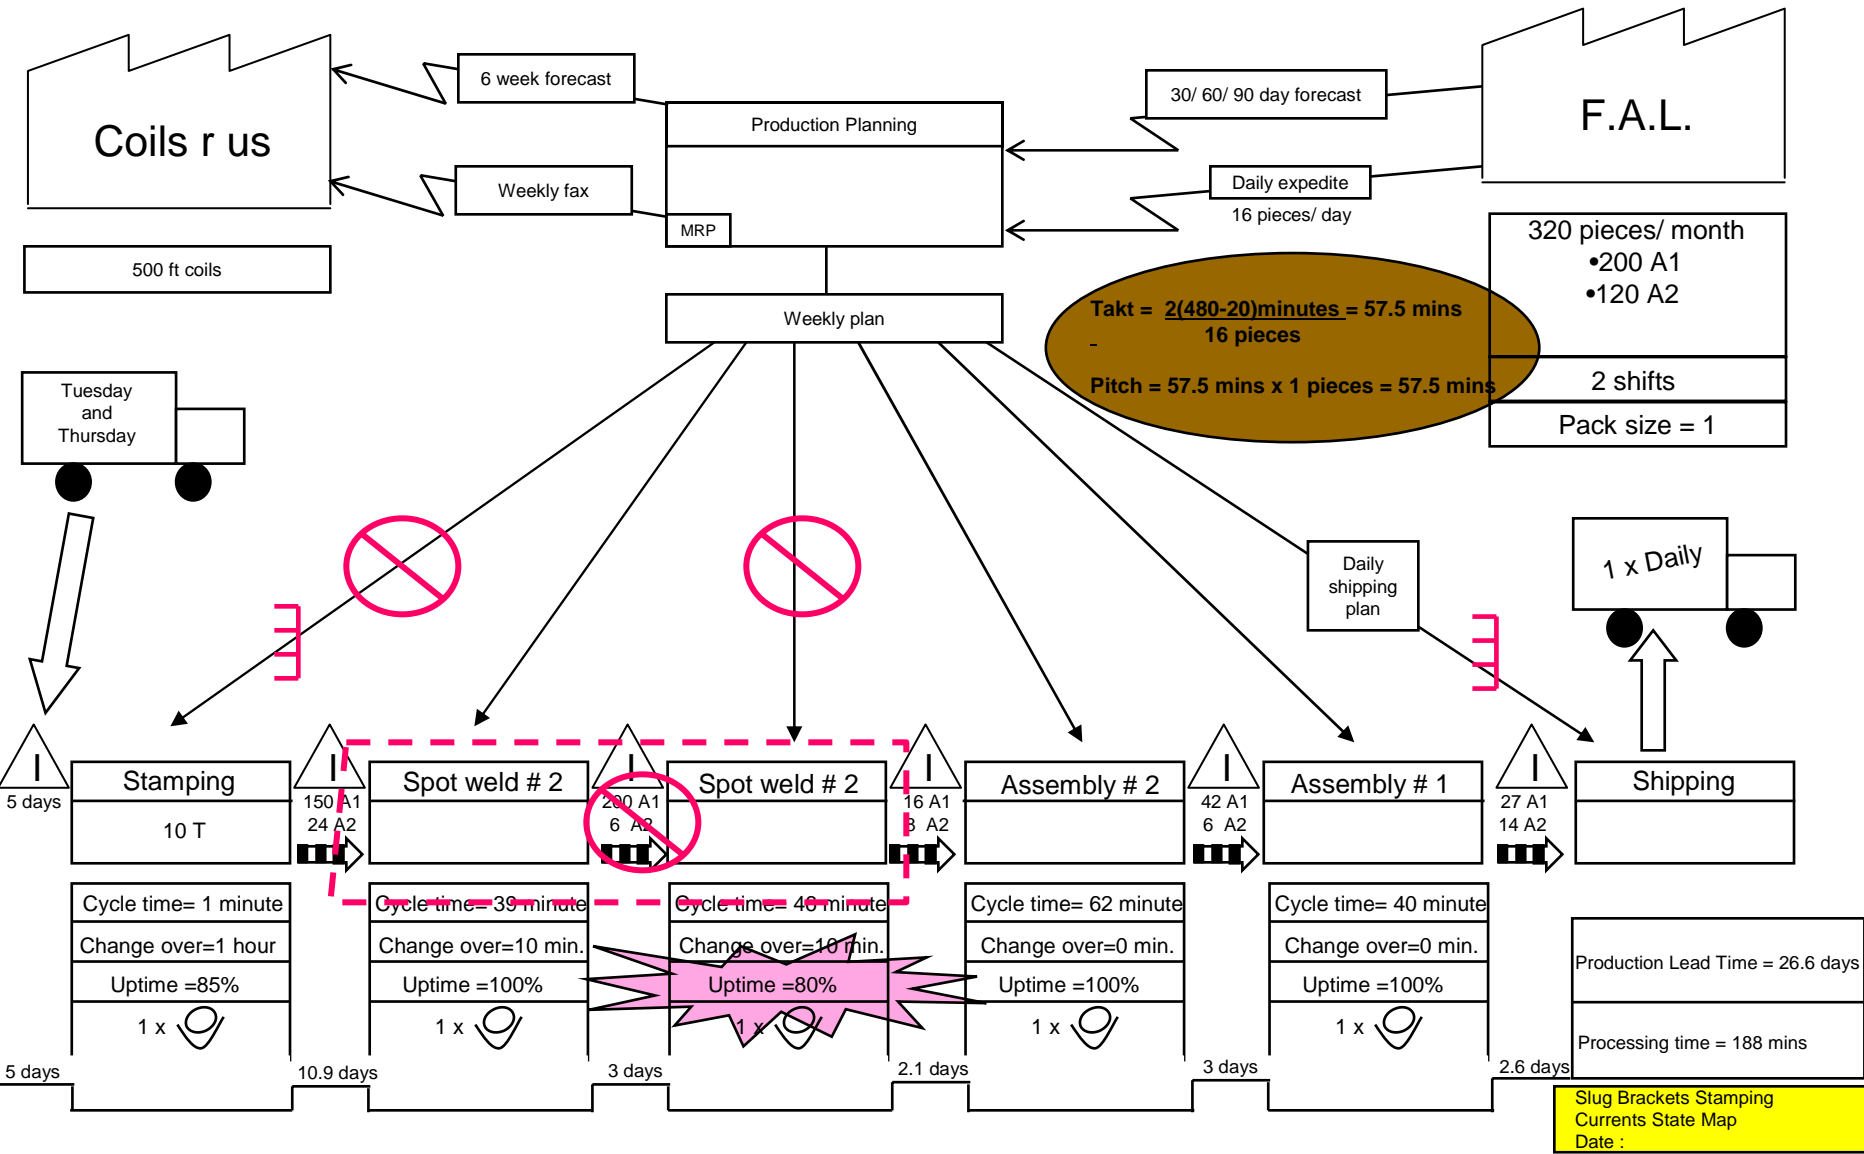 Coils r us
6 week forecast
Weekly fax
500 ft coils
Production Planning
MRP
Weekly plan
30/ 60/ 90 day forecast
Daily expedite
16 pieces/ day
F.A.L.
320 pieces/ month
•200 A1
•120 A2
2 shifts
Pack size = 1
Takt = 2(480-20)minutes = 57.5 mins
16 pieces
Pitch = 57.5 mins x 1 pieces = 57.5 mins
Tuesday
and
Thursday
Daily
shipping
plan
1 x Daily
I
5 days
Stamping
10 T
Cycle time= 1 minute
Change over=1 hour
Uptime =85%
1 x
I
150 A1
24 A2
Spot weld # 2
Cycle time= 39 minute
Change over=10 min.
Uptime =100%
1 x
I
200 A1
6 A2
Spot weld # 2
Cycle time= 46 minute
Change over=10 min.
Uptime =80%
1 x
I
16 A1
A2
Assembly # 2
Cycle time= 62 minute
Change over=0 min.
Uptime =100%
1 x
I
42 A1
6 A2
Assembly # 1
Cycle time= 40 minute
Change over=0 min.
Uptime =100%
1 x
I
27 A1
14 A2
Shipping
5 days
10.9 days
3 days
2.1 days
3 days
2.6 days
Production Lead Time = 26.6 days
Processing time = 188 mins
Slug Brackets Stamping
Currents State Map
Date :